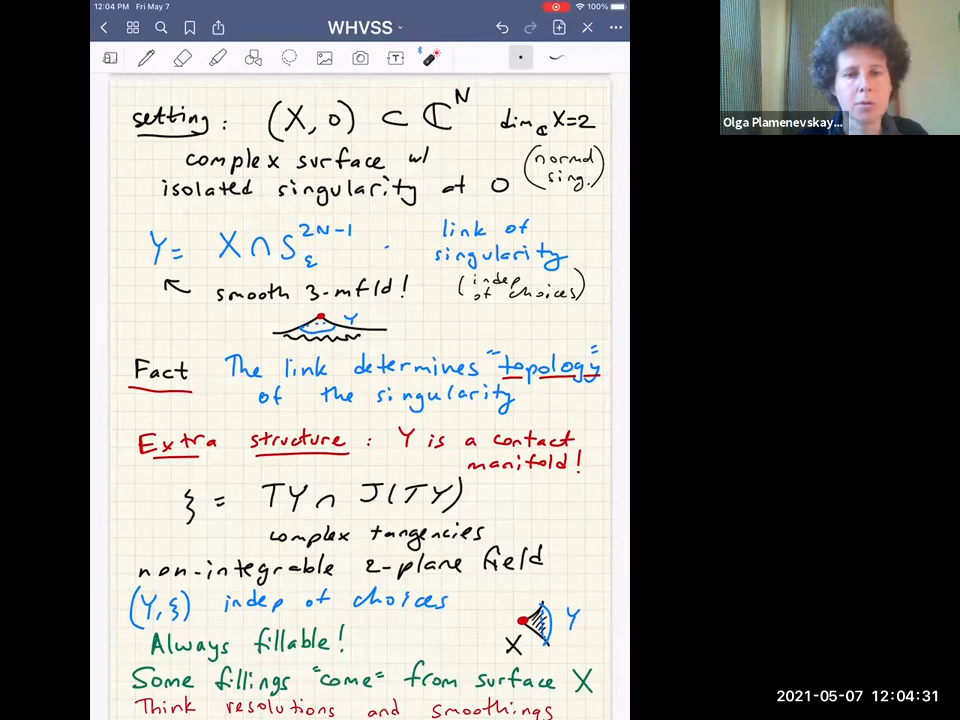 12:04 PM Fri May 7
100%
WHVSS
setting : (X, 0) ⊂ ℂ^N dim_ℂ X=2
complex surface w/ (normal sing.)
isolated singularity at 0
Y = X ∩ S_ε^{2N-1} link of singularity
↖ smooth 3-mfld! (indep of choices)
Y
Fact The link determines "topology"
of the singularity
Extra structure : Y is a contact
manifold!
ξ = TY ∩ J(TY)
complex tangencies
non-integrable 2-plane field
(Y, ξ) indep of choices
Always fillable! X Y
Some fillings "come" from surface X
Think resolutions and smoothings
Olga Plamenevskay...
2021-05-07 12:04:31